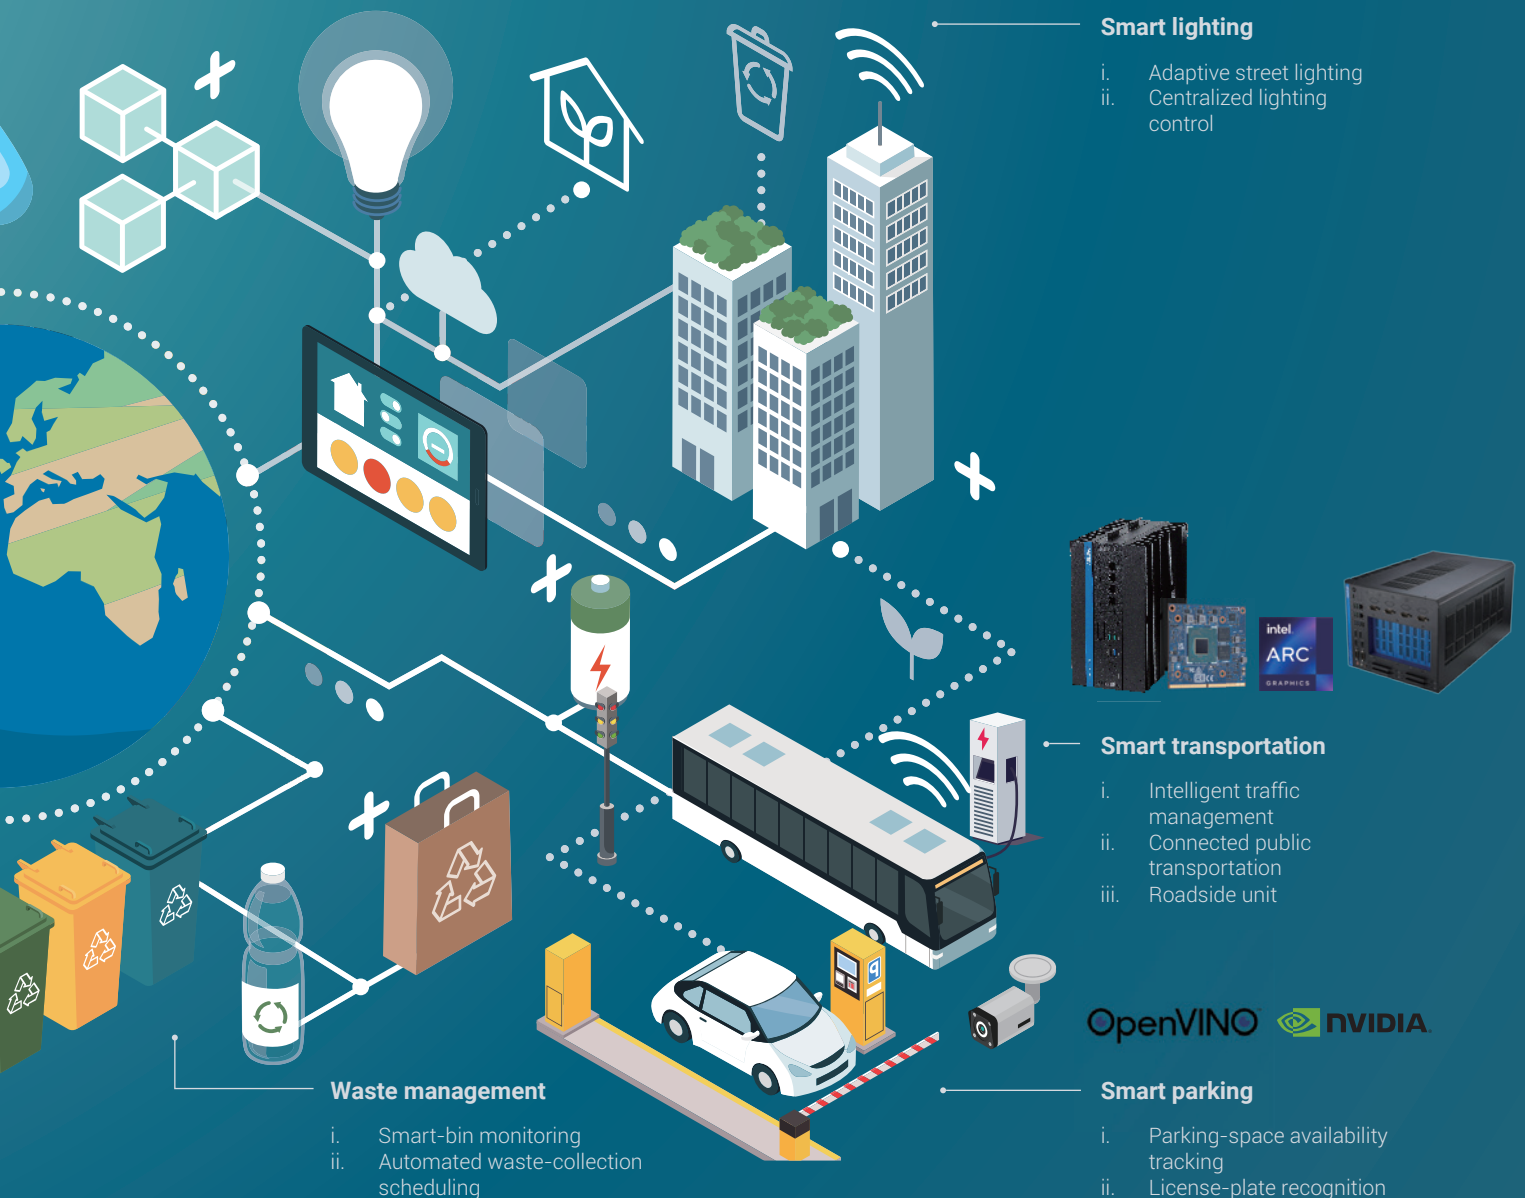 Smart lighting
i. Adaptive street lighting
ii. Centralized lighting
control
intel
ARC
GRAPHICS
Smart transportation
i. Intelligent traffic
management
ii. Connected public
transportation
iii. Roadside unit
P
OpenVINO NVIDIA
Waste management
i. Smart-bin monitoring
ii. Automated waste-collection
scheduling
Smart parking
i. Parking-space availability
tracking
ii. License-plate recognition